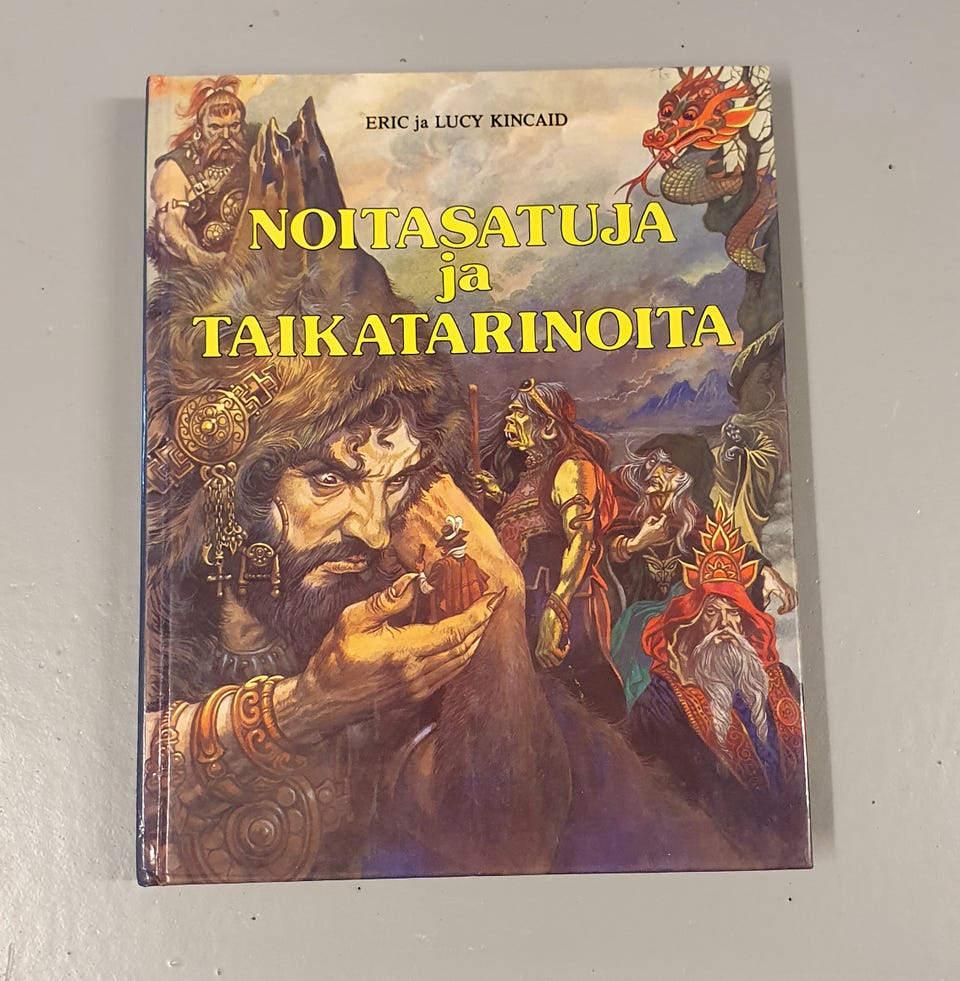 ERIC ja LUCY KINCAID
NOITASATUJA
ja
TAIKATARINOITA